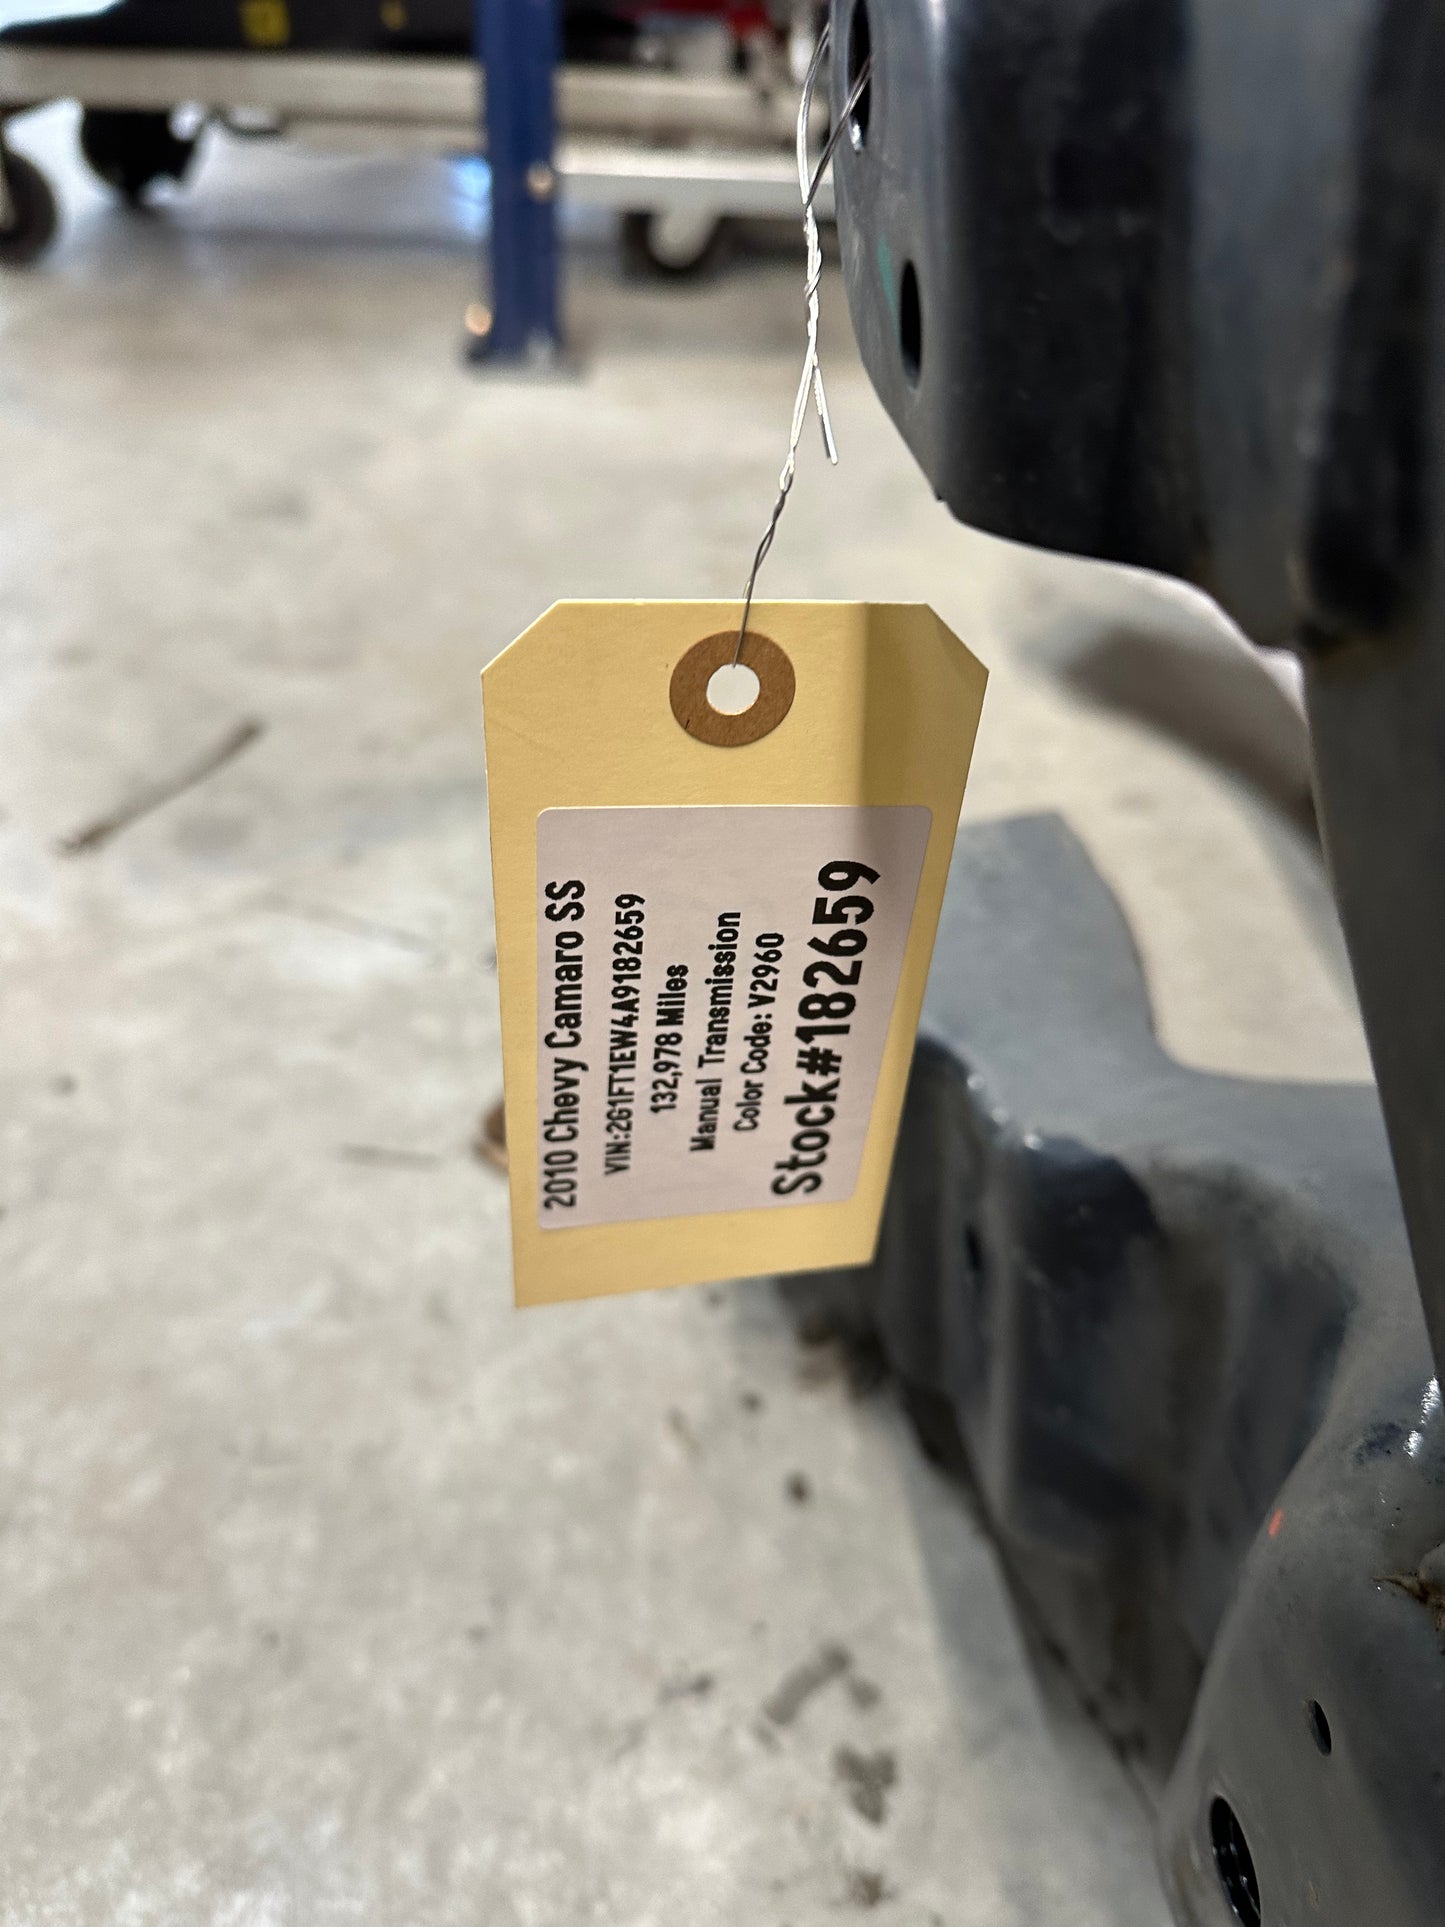 2010 Chevy Camaro SS
VIN:2G1FT1EW4A9182659
132,978 Miles
Manual Transmission
Color Code: V2960
Stock#182659